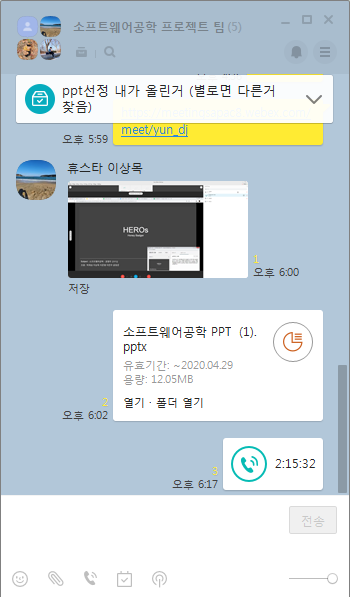 소프트웨어공학 프로젝트 팀 (5)
ppt선정 내가 올린거 (별로면 다른거
찾음)
오후 5:59
meet/yun_dj
휴스타 이상목
HEROs
1
오후 6:00
저장
소프트웨어공학 PPT (1).
pptx
유효기간: ~2020.04.29
용량: 12.05MB
열기 · 폴더 열기
2
오후 6:02
2:15:32
3
오후 6:17
전송